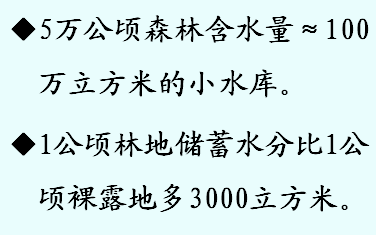 ◆5万公顷森林含水量≈100
万立方米的小水库。
◆1公顷林地储蓄水分比1公
顷裸露地多3000立方米。